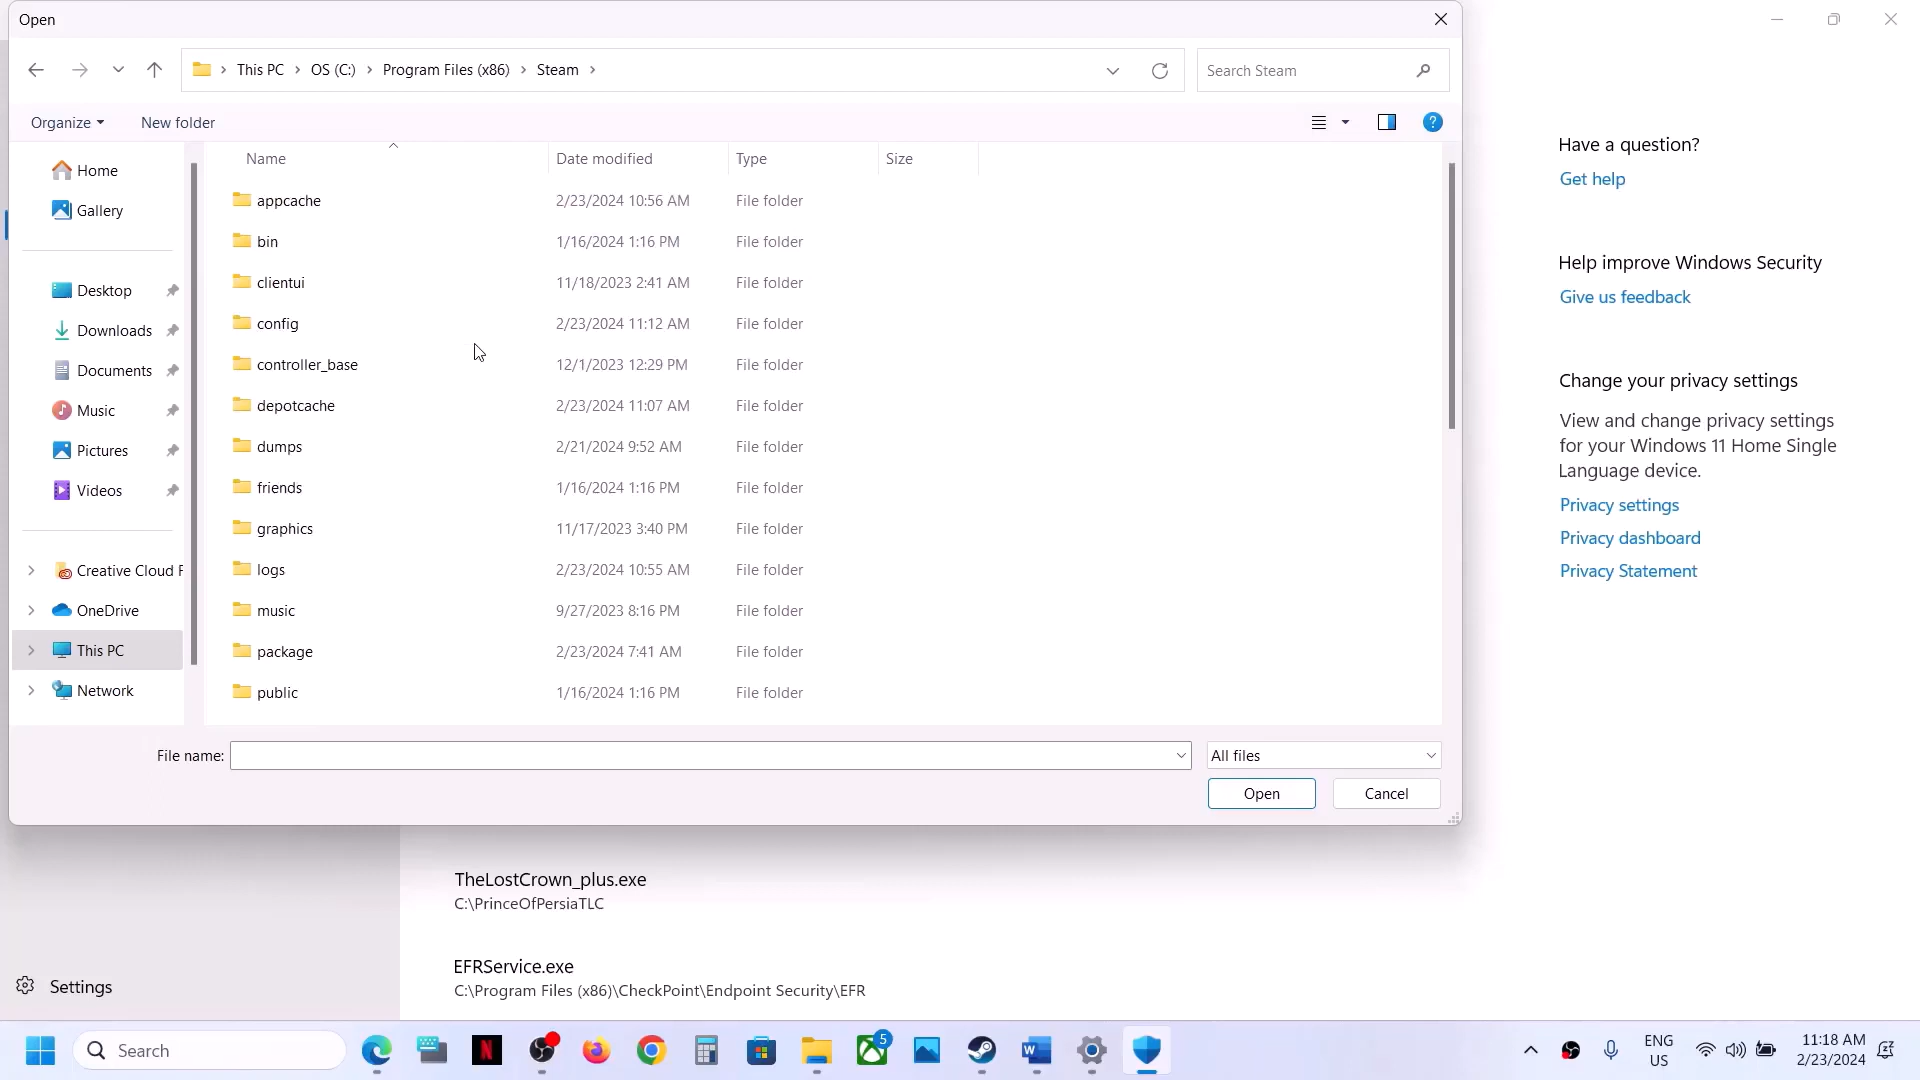 Open
This PC
OS (C:)
Program Files (x86)
Steam
Search Steam
Organize
New folder
?
Name
Date modified
Type
Size
Home
Gallery
Desktop
Downloads
Documents
Music
Pictures
Videos
Creative Cloud F
OneDrive
This PC
Network
appcache 2/23/2024 10:56 AM File folder
bin 1/16/2024 1:16 PM File folder
clientui 11/18/2023 2:41 AM File folder
config 2/23/2024 11:12 AM File folder
controller_base 12/1/2023 12:29 PM File folder
depotcache 2/23/2024 11:07 AM File folder
dumps 2/21/2024 9:52 AM File folder
friends 1/16/2024 1:16 PM File folder
graphics 11/17/2023 3:40 PM File folder
logs 2/23/2024 10:55 AM File folder
music 9/27/2023 8:16 PM File folder
package 2/23/2024 7:41 AM File folder
public 1/16/2024 1:16 PM File folder
File name:
All files
Open
Cancel
Have a question?
Get help
Help improve Windows Security
Give us feedback
Change your privacy settings
View and change privacy settings
for your Windows 11 Home Single
Language device.
Privacy settings
Privacy dashboard
Privacy Statement
TheLostCrown_plus.exe
C:\PrinceOfPersiaTLC
EFRService.exe
C:\Program Files (x86)\CheckPoint\Endpoint Security\EFR
Settings
Search
N
5
W
ENG
US
11:18 AM
2/23/2024